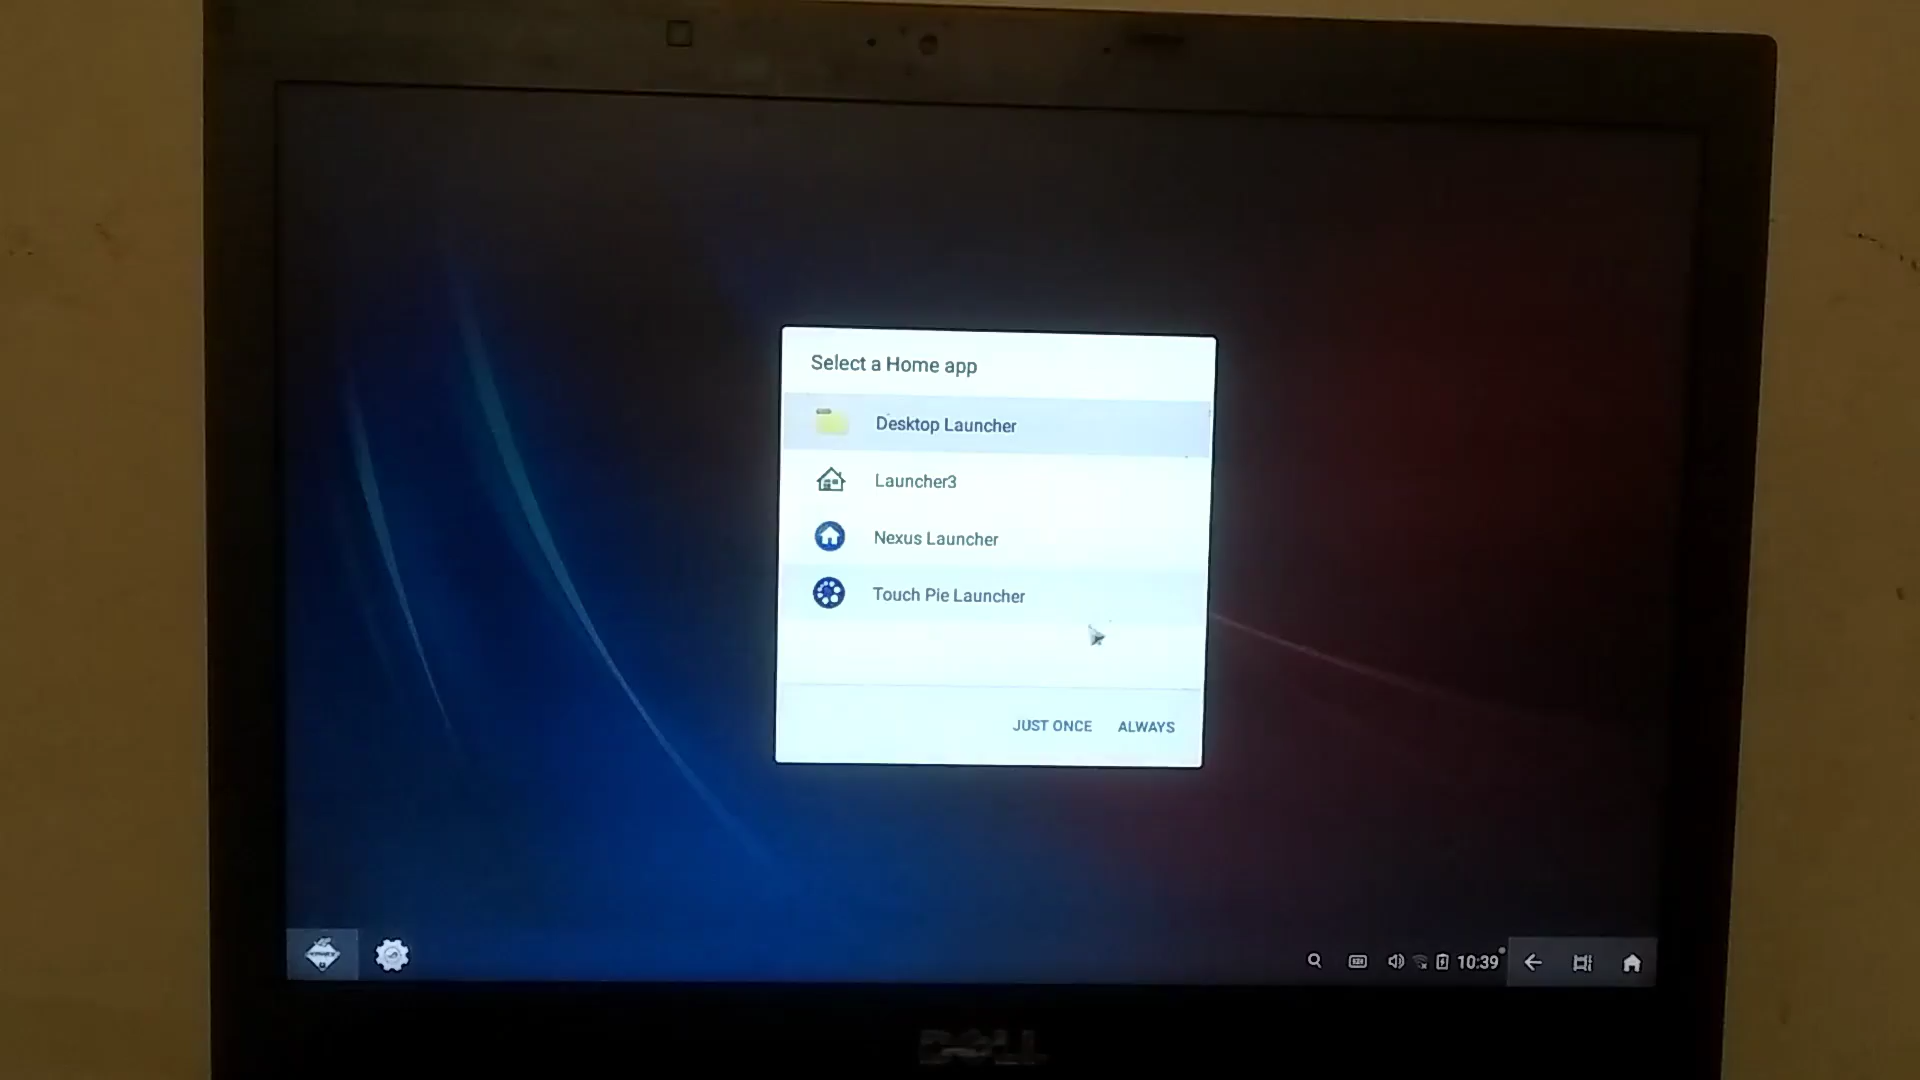 Select a Home app
Desktop Launcher
Launcher3
Nexus Launcher
Touch Pie Launcher
JUST ONCE ALWAYS
10:39
DELL